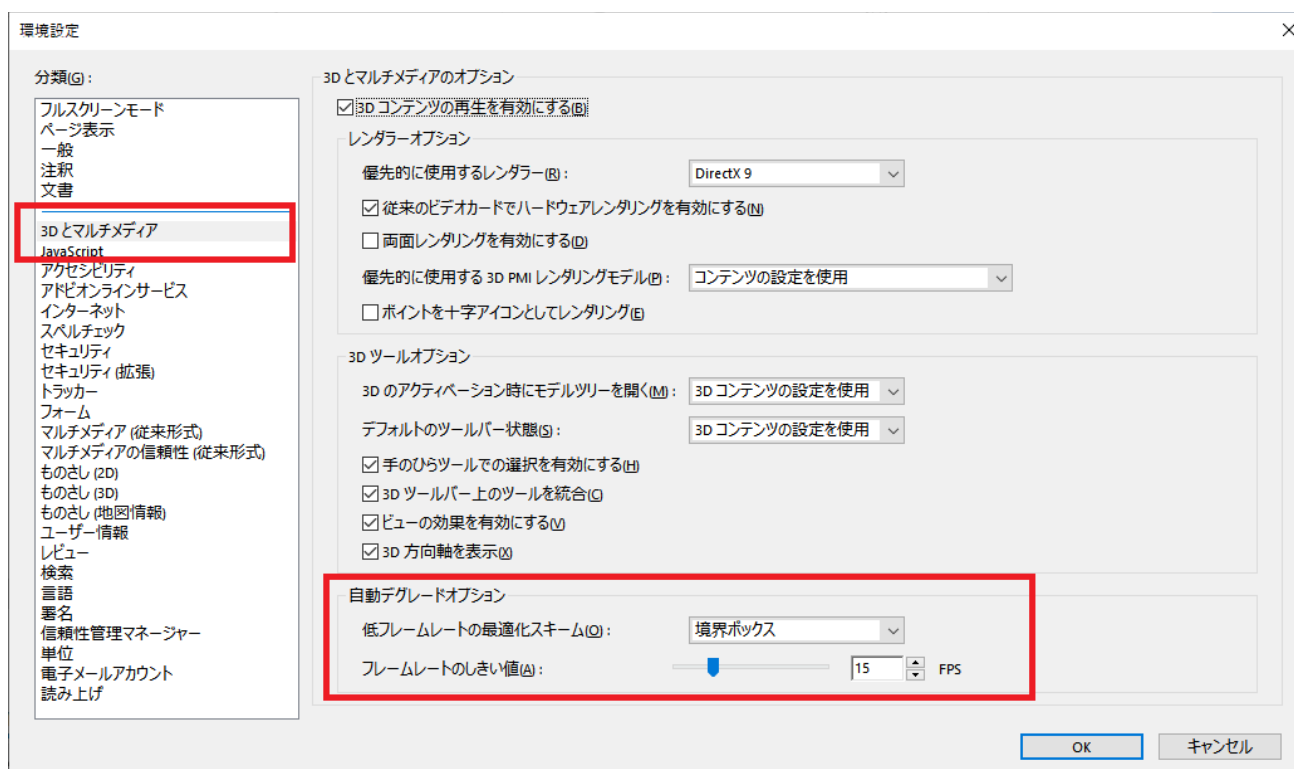 環境設定
分類(G):
フルスクリーンモード
ページ表示
一般
注釈
文書
3D とマルチメディア
JavaScript
アクセシビリティ
アドビオンラインサービス
インターネット
スペルチェック
セキュリティ
セキュリティ (拡張)
トラッカー
フォーム
マルチメディア (従来形式)
マルチメディアの信頼性 (従来形式)
ものさし (2D)
ものさし (3D)
ものさし (地図情報)
ユーザー情報
レビュー
検索
言語
署名
信頼性管理マネージャー
単位
電子メールアカウント
読み上げ
3D とマルチメディアのオプション
3D コンテンツの再生を有効にする(B)
レンダラーオプション
優先的に使用するレンダラー(R): DirectX 9
従来のビデオカードでハードウェアレンダリングを有効にする(N)
両面レンダリングを有効にする(D)
優先的に使用する 3D PMI レンダリングモデル(P): コンテンツの設定を使用
ポイントを十字アイコンとしてレンダリング(E)
3D ツールオプション
3D のアクティベーション時にモデルツリーを開く(M): 3D コンテンツの設定を使用
デフォルトのツールバー状態(S): 3D コンテンツの設定を使用
手のひらツールでの選択を有効にする(H)
3D ツールバー上のツールを統合(C)
ビューの効果を有効にする(V)
3D 方向軸を表示(X)
自動デグレードオプション
低フレームレートの最適化スキーム(O): 境界ボックス
フレームレートのしきい値(A): 15 FPS
OK キャンセル